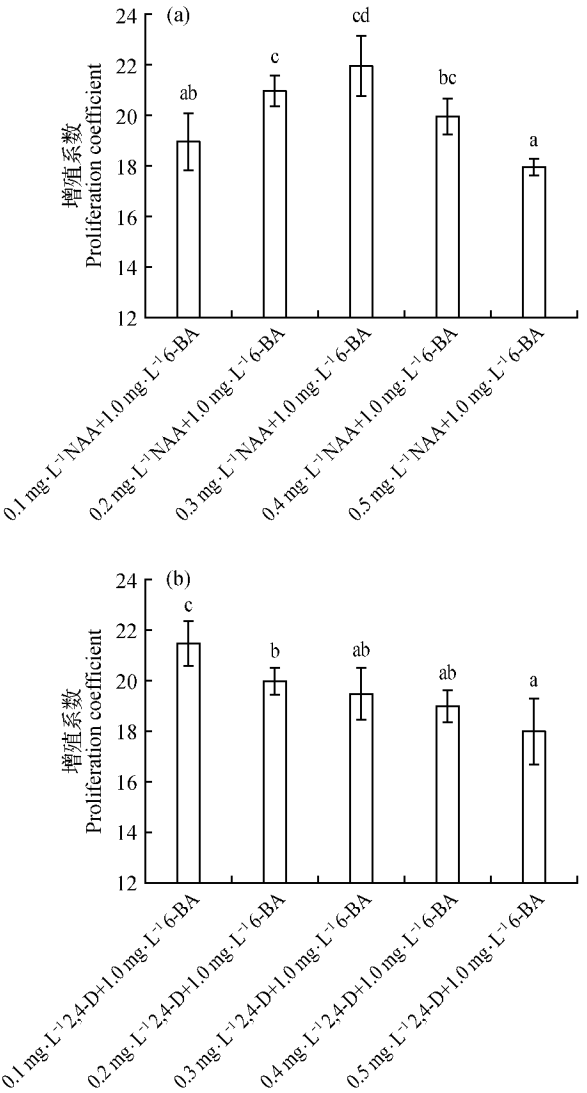 (a)
增殖系数
Proliferation coefficient
24
22
20
18
16
14
12
ab
c
cd
bc
a
0.1 mg·L⁻¹NAA+1.0 mg·L⁻¹6-BA
0.2 mg·L⁻¹NAA+1.0 mg·L⁻¹6-BA
0.3 mg·L⁻¹NAA+1.0 mg·L⁻¹6-BA
0.4 mg·L⁻¹NAA+1.0 mg·L⁻¹6-BA
0.5 mg·L⁻¹NAA+1.0 mg·L⁻¹6-BA
(b)
增殖系数
Proliferation coefficient
24
22
20
18
16
14
12
c
b
ab
ab
a
0.1 mg·L⁻¹2,4-D+1.0 mg·L⁻¹6-BA
0.2 mg·L⁻¹2,4-D+1.0 mg·L⁻¹6-BA
0.3 mg·L⁻¹2,4-D+1.0 mg·L⁻¹6-BA
0.4 mg·L⁻¹2,4-D+1.0 mg·L⁻¹6-BA
0.5 mg·L⁻¹2,4-D+1.0 mg·L⁻¹6-BA